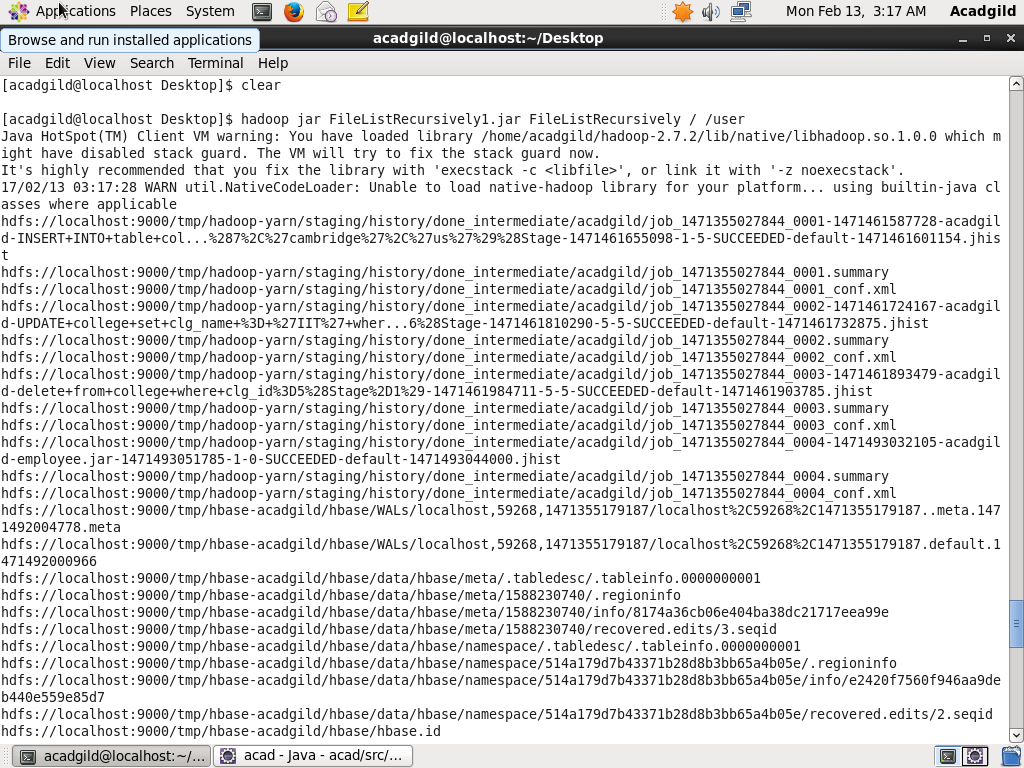 Applications Places System Mon Feb 13, 3:17 AM Acadgild
Browse and run installed applications
acadgild@localhost:~/Desktop
File Edit View Search Terminal Help
[acadgild@localhost Desktop]$ clear
[acadgild@localhost Desktop]$ hadoop jar FileListRecursively1.jar FileListRecursively / /user
Java HotSpot(TM) Client VM warning: You have loaded library /home/acadgild/hadoop-2.7.2/lib/native/libhadoop.so.1.0.0 which m
ight have disabled stack guard. The VM will try to fix the stack guard now.
It's highly recommended that you fix the library with 'execstack -c <libfile>', or link it with '-z noexecstack'.
17/02/13 03:17:28 WARN util.NativeCodeLoader: Unable to load native-hadoop library for your platform... using builtin-java cl
asses where applicable
hdfs://localhost:9000/tmp/hadoop-yarn/staging/history/done_intermediate/acadgild/job_1471355027844_0001-1471461587728-acadgil
d-INSERT+INTO+table+col...%287%2C%27cambridge%27%2C%27us%27%29%28Stage-1471461655098-1-5-SUCCEEDED-default-1471461601154.jhis
t
hdfs://localhost:9000/tmp/hadoop-yarn/staging/history/done_intermediate/acadgild/job_1471355027844_0001.summary
hdfs://localhost:9000/tmp/hadoop-yarn/staging/history/done_intermediate/acadgild/job_1471355027844_0001_conf.xml
hdfs://localhost:9000/tmp/hadoop-yarn/staging/history/done_intermediate/acadgild/job_1471355027844_0002-1471461724167-acadgil
d-UPDATE+college+set+clg_name+%3D+%27IIT%27+wher...6%28Stage-1471461810290-5-5-SUCCEEDED-default-1471461732875.jhist
hdfs://localhost:9000/tmp/hadoop-yarn/staging/history/done_intermediate/acadgild/job_1471355027844_0002.summary
hdfs://localhost:9000/tmp/hadoop-yarn/staging/history/done_intermediate/acadgild/job_1471355027844_0002_conf.xml
hdfs://localhost:9000/tmp/hadoop-yarn/staging/history/done_intermediate/acadgild/job_1471355027844_0003-1471461893479-acadgil
d-delete+from+college+where+clg_id%3D5%28Stage%2D1%29-1471461984711-5-5-SUCCEEDED-default-1471461903785.jhist
hdfs://localhost:9000/tmp/hadoop-yarn/staging/history/done_intermediate/acadgild/job_1471355027844_0003.summary
hdfs://localhost:9000/tmp/hadoop-yarn/staging/history/done_intermediate/acadgild/job_1471355027844_0003_conf.xml
hdfs://localhost:9000/tmp/hadoop-yarn/staging/history/done_intermediate/acadgild/job_1471355027844_0004-1471493032105-acadgil
d-employee.jar-1471493051785-1-0-SUCCEEDED-default-1471493044000.jhist
hdfs://localhost:9000/tmp/hadoop-yarn/staging/history/done_intermediate/acadgild/job_1471355027844_0004.summary
hdfs://localhost:9000/tmp/hadoop-yarn/staging/history/done_intermediate/acadgild/job_1471355027844_0004_conf.xml
hdfs://localhost:9000/tmp/hbase-acadgild/hbase/WALs/localhost,59268,1471355179187/localhost%2C59268%2C1471355179187..meta.147
1492004778.meta
hdfs://localhost:9000/tmp/hbase-acadgild/hbase/WALs/localhost,59268,1471355179187/localhost%2C59268%2C1471355179187.default.1
471492000966
hdfs://localhost:9000/tmp/hbase-acadgild/hbase/data/hbase/meta/.tabledesc/.tableinfo.0000000001
hdfs://localhost:9000/tmp/hbase-acadgild/hbase/data/hbase/meta/1588230740/.regioninfo
hdfs://localhost:9000/tmp/hbase-acadgild/hbase/data/hbase/meta/1588230740/info/8174a36cb06e404ba38dc21717eea99e
hdfs://localhost:9000/tmp/hbase-acadgild/hbase/data/hbase/meta/1588230740/recovered.edits/3.seqid
hdfs://localhost:9000/tmp/hbase-acadgild/hbase/data/hbase/namespace/.tabledesc/.tableinfo.0000000001
hdfs://localhost:9000/tmp/hbase-acadgild/hbase/data/hbase/namespace/514a179d7b43371b28d8b3bb65a4b05e/.regioninfo
hdfs://localhost:9000/tmp/hbase-acadgild/hbase/data/hbase/namespace/514a179d7b43371b28d8b3bb65a4b05e/info/e2420f7560f946aa9de
b440e559e85d7
hdfs://localhost:9000/tmp/hbase-acadgild/hbase/data/hbase/namespace/514a179d7b43371b28d8b3bb65a4b05e/recovered.edits/2.seqid
hdfs://localhost:9000/tmp/hbase-acadgild/hbase/hbase.id
acadgild@localhost:~/... acad - Java - acad/src/...